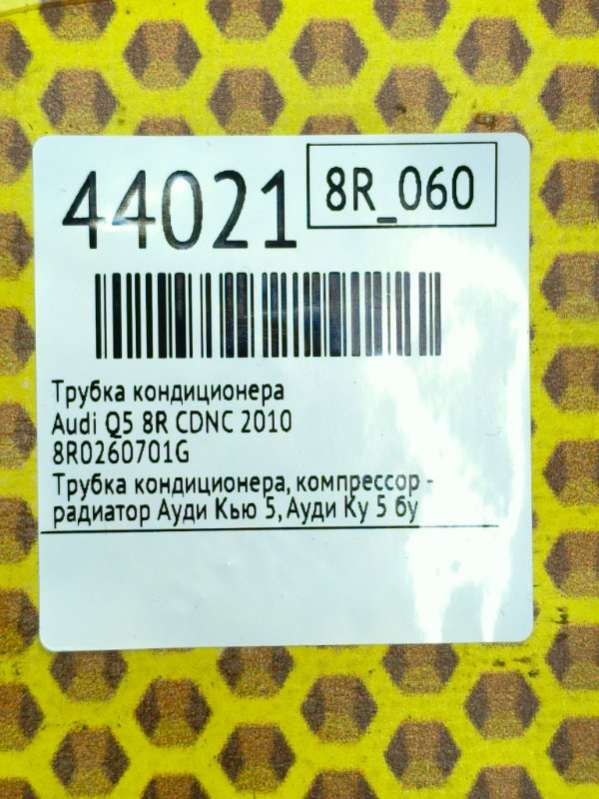 44021
8R_060
Трубка кондиционера
Audi Q5 8R CDNC 2010
8R0260701G
Трубка кондиционера, компрессор -
радиатор Ауди Кью 5, Ауди Ку 5 бу